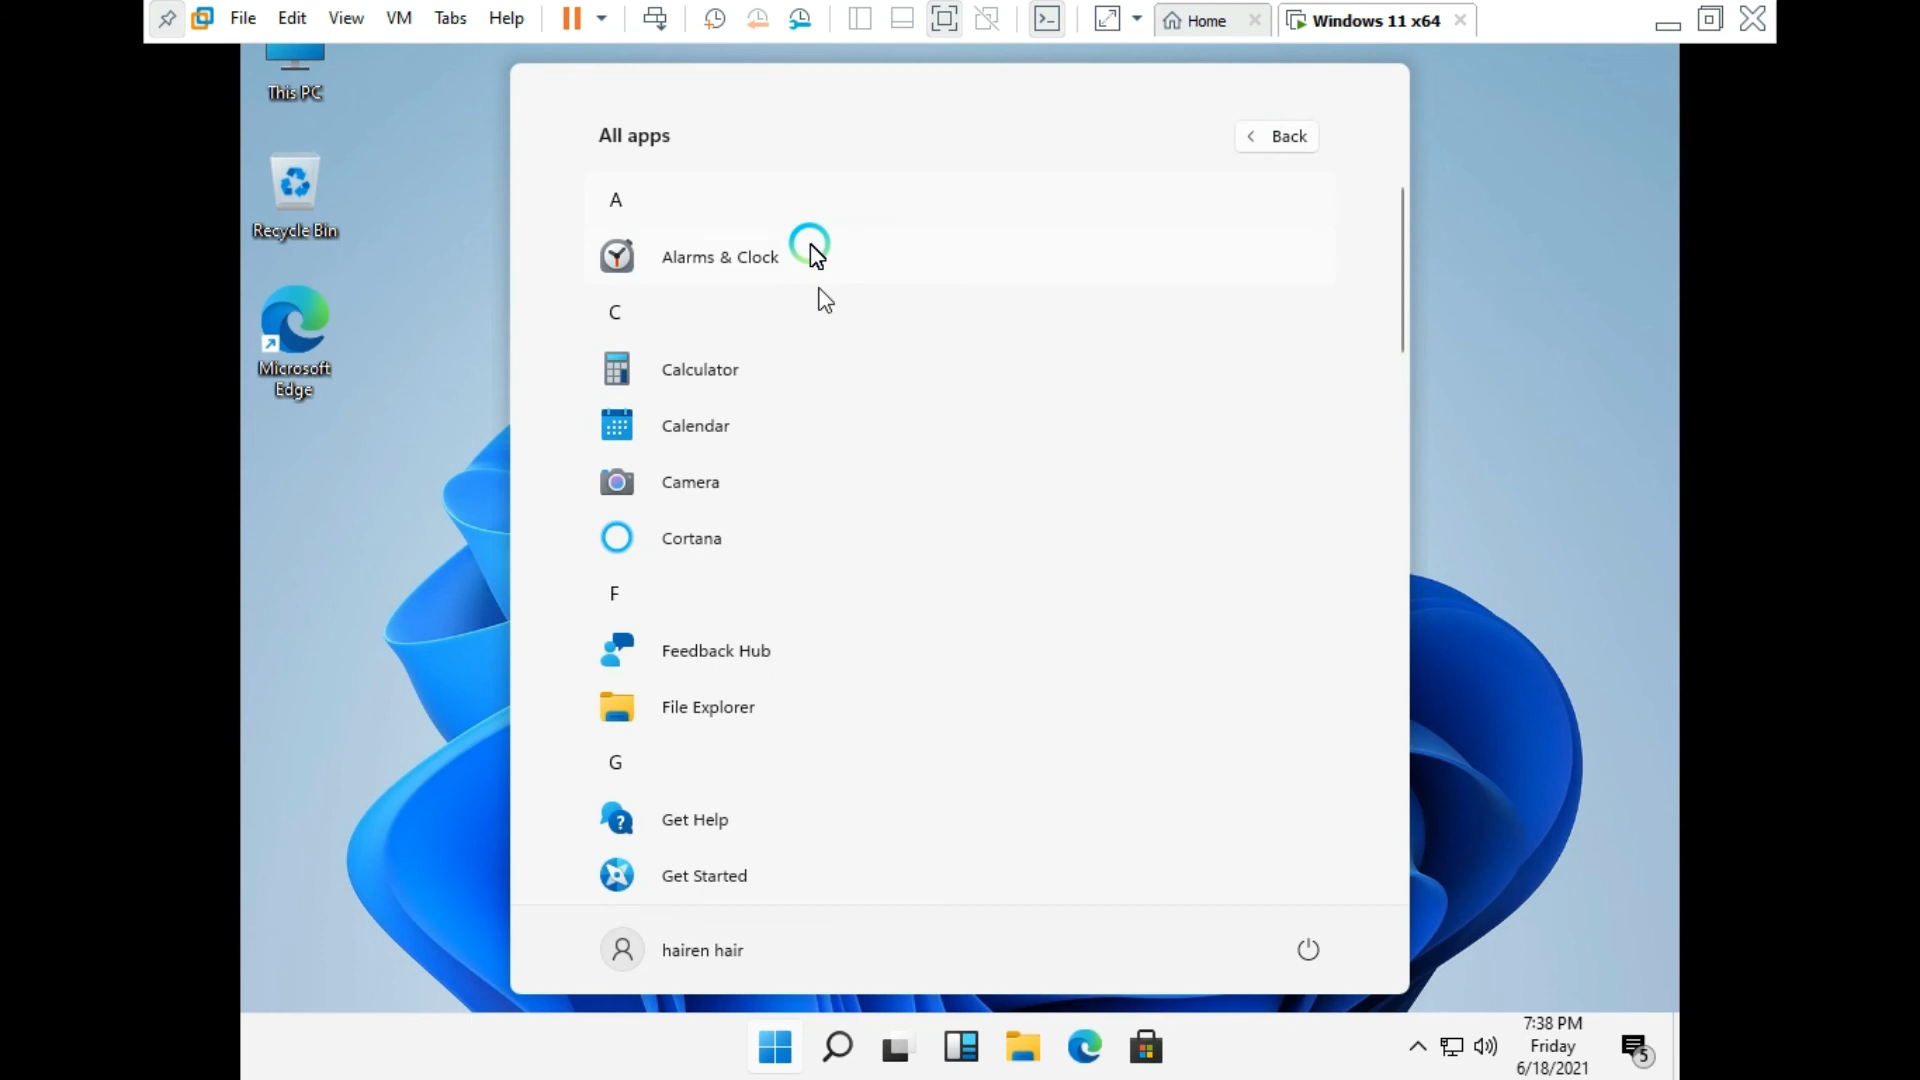 File Edit View VM Tabs Help
Home
Windows 11 x64
This PC
Recycle Bin
Microsoft
Edge
All apps
Back
A
Alarms & Clock
C
Calculator
Calendar
Camera
Cortana
F
Feedback Hub
File Explorer
G
Get Help
Get Started
hairen hair
7:38 PM
Friday
6/18/2021
5